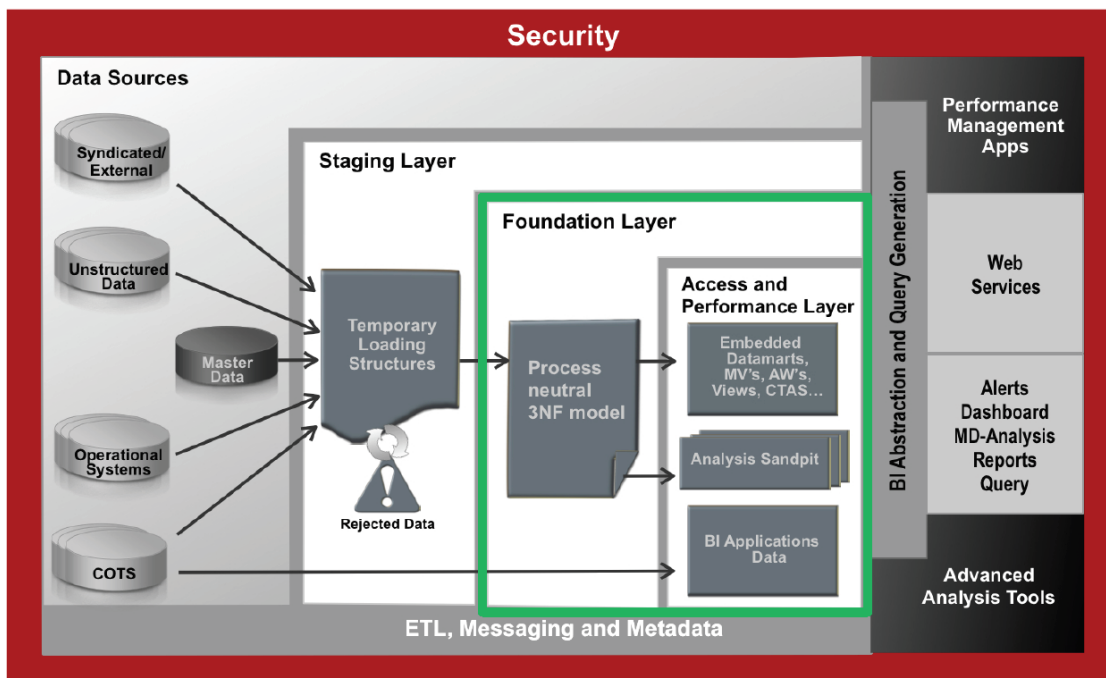 Security
Data Sources
Syndicated/
External
Unstructured
Data
Master
Data
Operational
Systems
COTS
Staging Layer
Temporary
Loading
Structures
Rejected Data
Foundation Layer
Process
neutral
3NF model
Access and
Performance Layer
Embedded
Datamarts,
MV's, AW's,
Views, CTAS...
Analysis Sandpit
BI Applications
Data
ETL, Messaging and Metadata
BI Abstraction and Query Generation
Performance
Management
Apps
Web
Services
Alerts
Dashboard
MD-Analysis
Reports
Query
Advanced
Analysis Tools